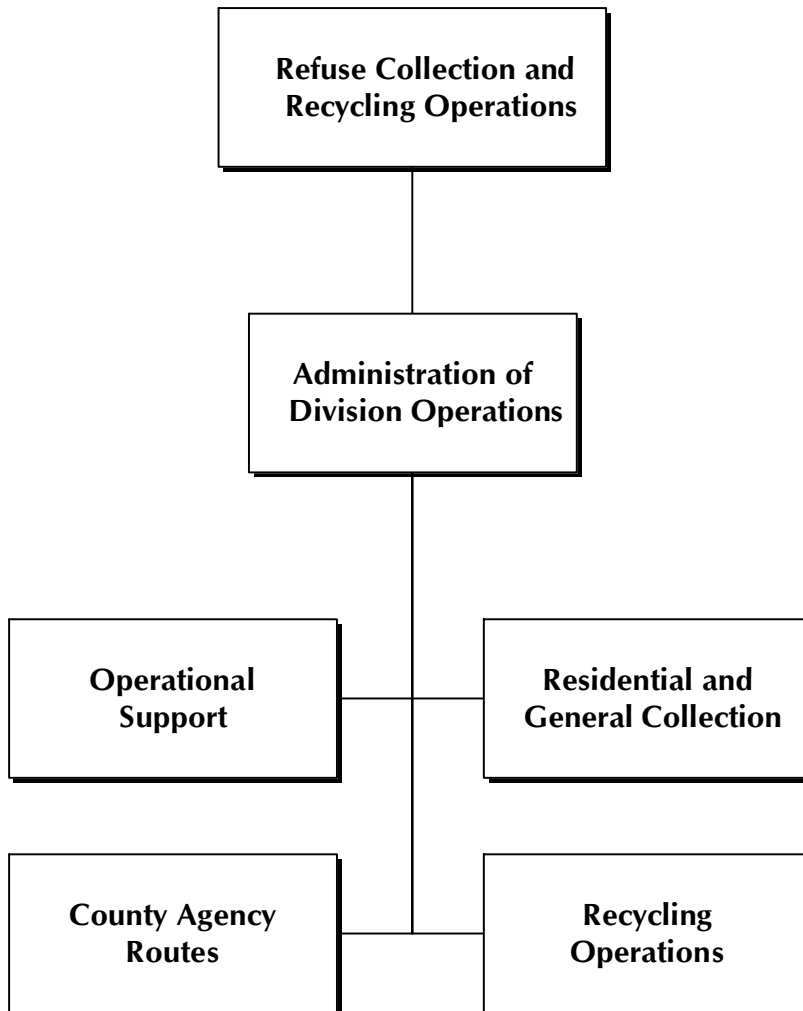 Refuse Collection and
Recycling Operations
Administration of
Division Operations
Operational
Support
Residential and
General Collection
County Agency
Routes
Recycling
Operations